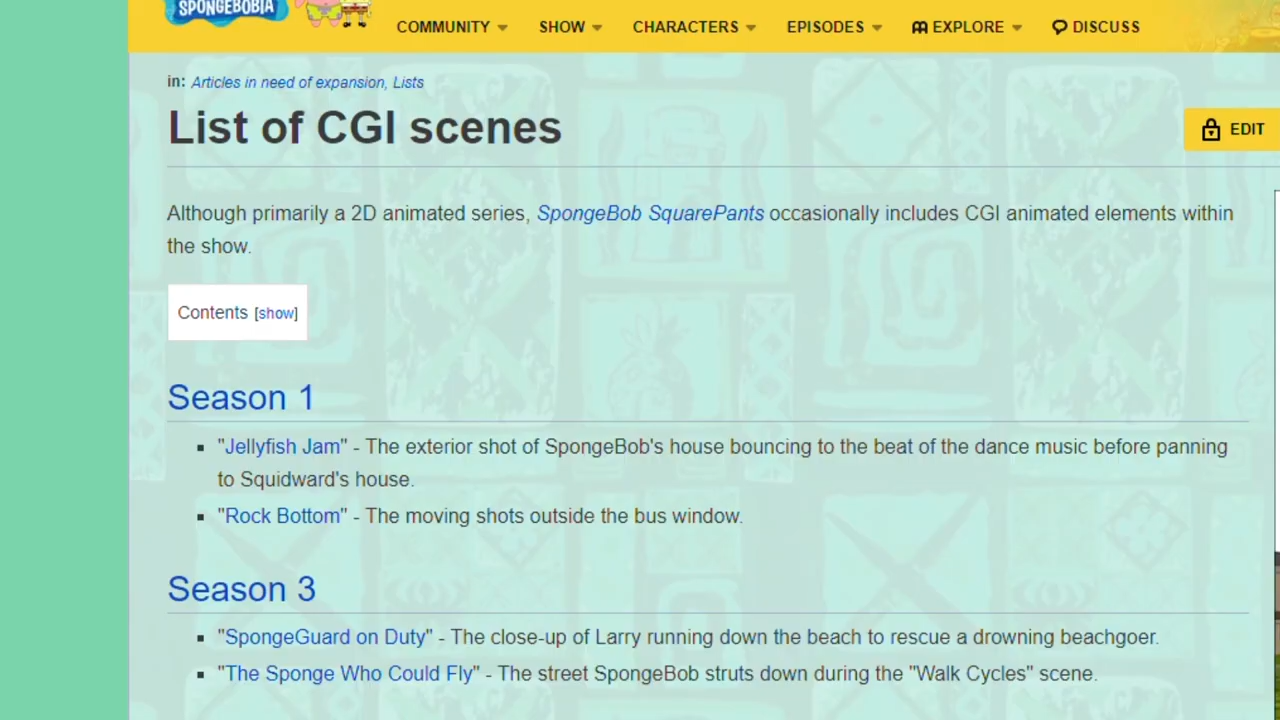 SPONGEBOBIA
COMMUNITY SHOW CHARACTERS EPISODES EXPLORE DISCUSS
in: Articles in need of expansion, Lists
List of CGI scenes
EDIT
Although primarily a 2D animated series, SpongeBob SquarePants occasionally includes CGI animated elements within
the show.
Contents [show]
Season 1
"Jellyfish Jam" - The exterior shot of SpongeBob's house bouncing to the beat of the dance music before panning
to Squidward's house.
"Rock Bottom" - The moving shots outside the bus window.
Season 3
"SpongeGuard on Duty" - The close-up of Larry running down the beach to rescue a drowning beachgoer.
"The Sponge Who Could Fly" - The street SpongeBob struts down during the "Walk Cycles" scene.